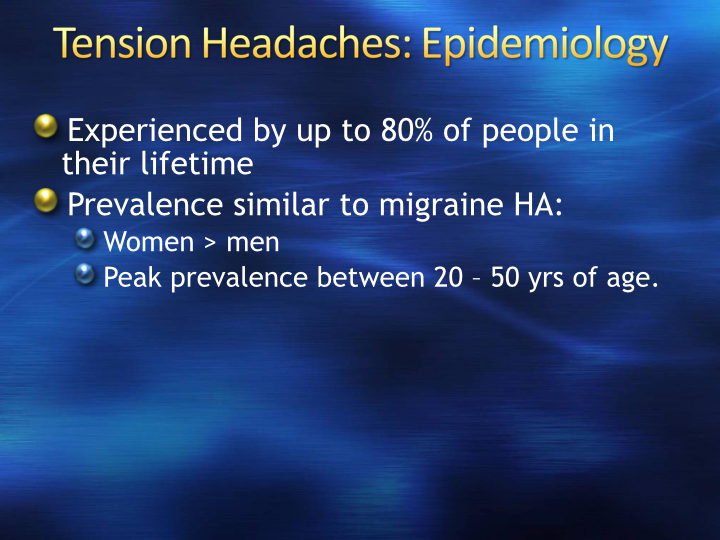 Tension Headaches: Epidemiology
Experienced by up to 80% of people in
their lifetime
Prevalence similar to migraine HA:
Women > men
Peak prevalence between 20 – 50 yrs of age.